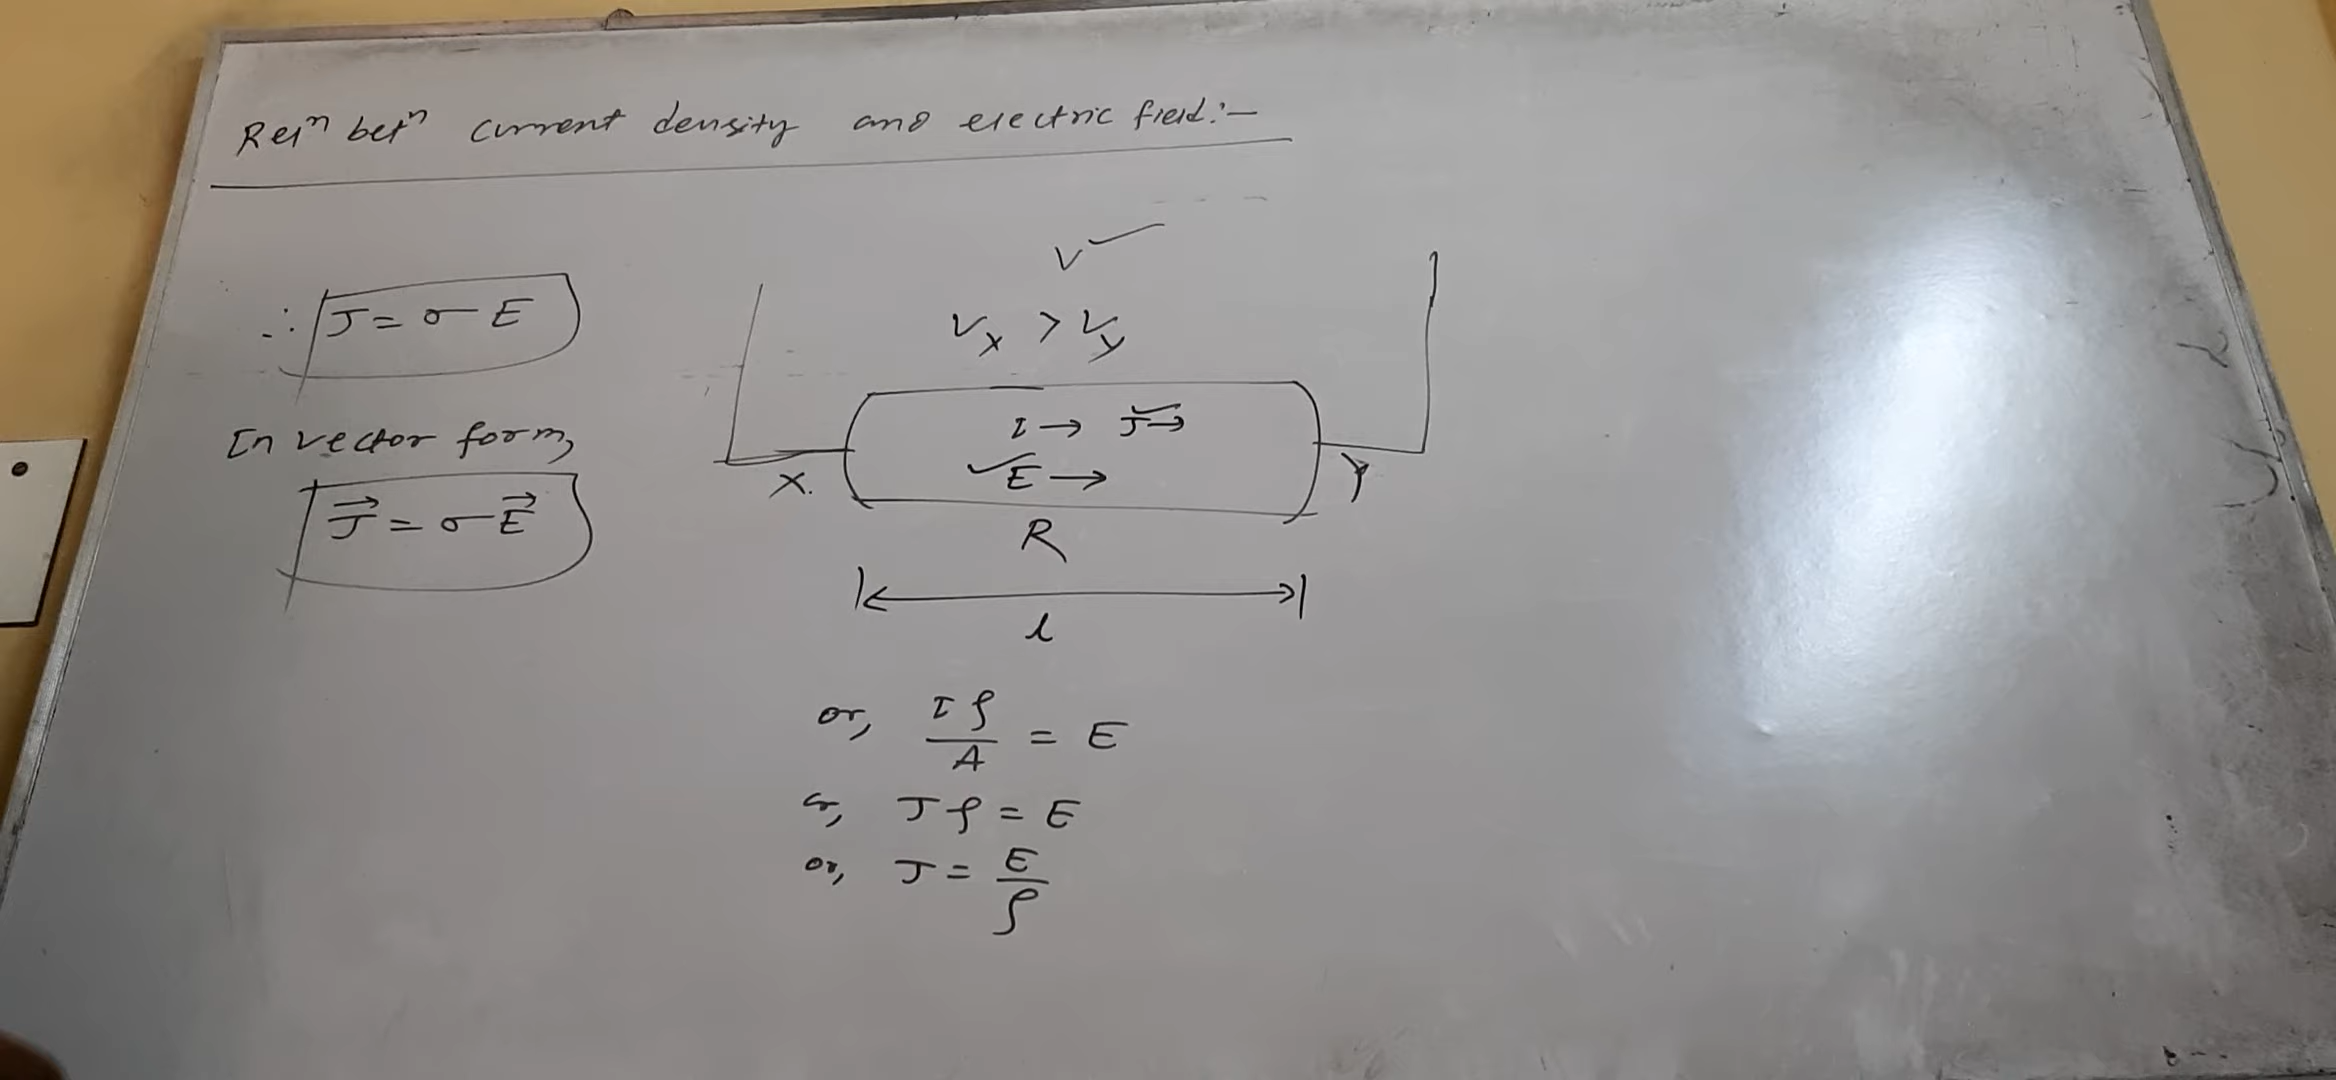 Relⁿ betⁿ current density and electric field:-
∴ J = σ E
In vector form,
J⃗ = σ E⃗
V
Vx > Vy
I → J →
E →
X.
Y
R
l
or, Iρ/A = E
or, Jρ = E
or, J = E/ρ